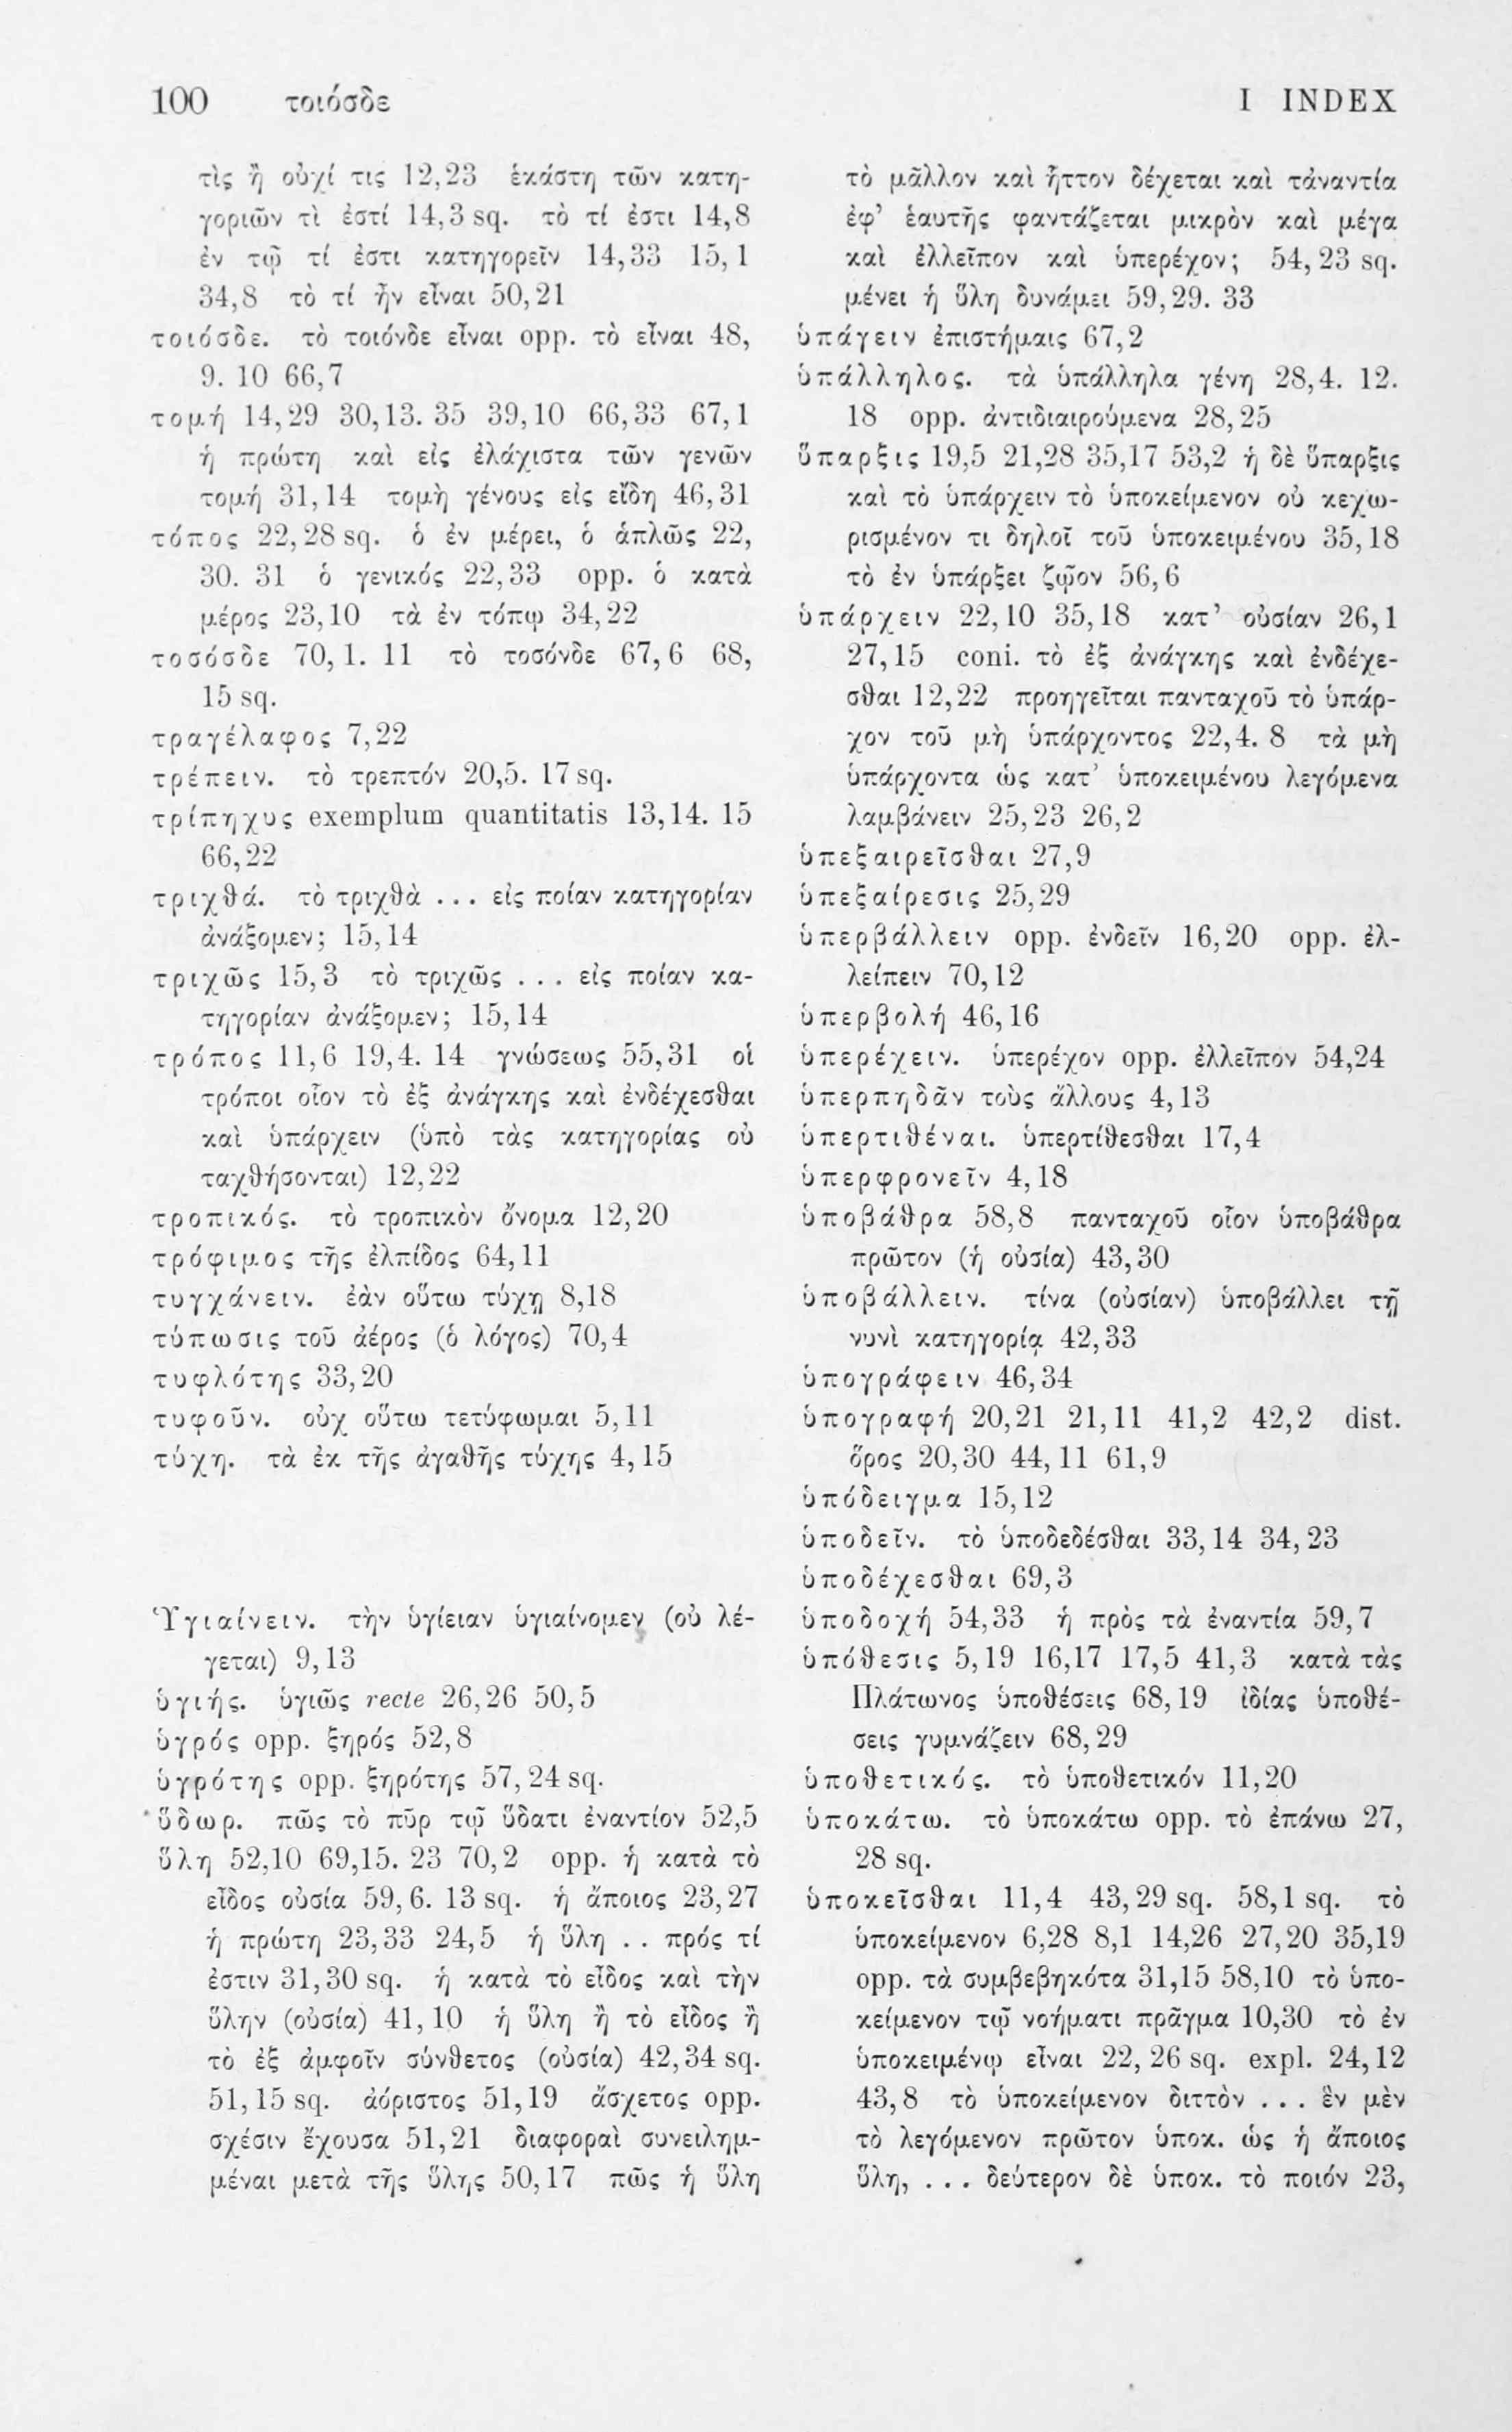 100 τοιόσδε I INDEX
τὶς ἢ οὐχί τις 12,23 ἑκάστη τῶν κατη-
γοριῶν τὶ ἐστί 14,3 sq. τὸ τί ἐστι 14,8
ἐν τῷ τί ἐστι κατηγορεῖν 14,33 15,1
34,8 τὸ τί ἦν εἶναι 50,21
τοιόσδε. τὸ τοιόνδε εἶναι opp. τὸ εἶναι 48,
9. 10 66,7
τομή 14,29 30,13. 35 39,10 66,33 67,1
ἡ πρώτη καὶ εἰς ἐλάχιστα τῶν γενῶν
τομή 31,14 τομὴ γένους εἰς εἴδη 46,31
τόπος 22,28 sq. ὁ ἐν μέρει, ὁ ἁπλῶς 22,
30. 31 ὁ γενικός 22,33 opp. ὁ κατὰ
μέρος 23,10 τὰ ἐν τόπῳ 34,22
τοσόσδε 70,1. 11 τὸ τοσόνδε 67,6 68,
15 sq.
τραγέλαφος 7,22
τρέπειν. τὸ τρεπτόν 20,5. 17 sq.
τρίπηχυς exemplum quantitatis 13,14. 15
66,22
τριχθά. τὸ τριχθὰ ... εἰς ποίαν κατηγορίαν
ἀνάξομεν; 15,14
τριχῶς 15,3 τὸ τριχῶς ... εἰς ποίαν κα-
τηγορίαν ἀνάξομεν; 15,14
τρόπος 11,6 19,4. 14 γνώσεως 55,31 οἱ
τρόποι οἷον τὸ ἐξ ἀνάγκης καὶ ἐνδέχεσθαι
καὶ ὑπάρχειν (ὑπὸ τὰς κατηγορίας οὐ
ταχθήσονται) 12,22
τροπικός. τὸ τροπικὸν ὄνομα 12,20
τρόφιμος τῆς ἐλπίδος 64,11
τυγχάνειν. ἐὰν οὕτω τύχῃ 8,18
τύπωσις τοῦ ἀέρος (ὁ λόγος) 70,4
τυφλότης 33,20
τυφοῦν. οὐχ οὕτω τετύφωμαι 5,11
τύχη. τὰ ἐκ τῆς ἀγαθῆς τύχης 4,15
Ὑγιαίνειν. τὴν ὑγίειαν ὑγιαίνομεν (οὐ λέ-
γεται) 9,13
ὑγιής. ὑγιῶς recte 26,26 50,5
ὑγρός opp. ξηρός 52,8
ὑγρότης opp. ξηρότης 57,24 sq.
ὕδωρ. πῶς τὸ πῦρ τῷ ὕδατι ἐναντίον 52,5
ὕλη 52,10 69,15. 23 70,2 opp. ἡ κατὰ τὸ
εἶδος οὐσία 59,6. 13 sq. ἡ ἄποιος 23,27
ἡ πρώτη 23,33 24,5 ἡ ὕλη .. πρός τί
ἐστιν 31,30 sq. ἡ κατὰ τὸ εἶδος καὶ τὴν
ὕλην (οὐσία) 41,10 ἡ ὕλη ἢ τὸ εἶδος ἢ
τὸ ἐξ ἀμφοῖν σύνθετος (οὐσία) 42,34 sq.
51,15 sq. ἀόριστος 51,19 ἄσχετος opp.
σχέσιν ἔχουσα 51,21 διαφοραὶ συνειλημ-
μέναι μετὰ τῆς ὕλης 50,17 πῶς ἡ ὕλη
τὸ μᾶλλον καὶ ἧττον δέχεται καὶ τἀναντία
ἐφ’ ἑαυτῆς φαντάζεται μικρὸν καὶ μέγα
καὶ ἐλλεῖπον καὶ ὑπερέχον; 54,23 sq.
μένει ἡ ὕλη δυνάμει 59,29. 33
ὑπάγειν ἐπιστήμαις 67,2
ὑπάλληλος. τὰ ὑπάλληλα γένη 28,4. 12.
18 opp. ἀντιδιαιρούμενα 28,25
ὕπαρξις 19,5 21,28 35,17 53,2 ἡ δὲ ὕπαρξις
καὶ τὸ ὑπάρχειν τὸ ὑποκείμενον οὐ κεχω-
ρισμένον τι δηλοῖ τοῦ ὑποκειμένου 35,18
τὸ ἐν ὑπάρξει ζῷον 56,6
ὑπάρχειν 22,10 35,18 κατ’ οὐσίαν 26,1
27,15 coni. τὸ ἐξ ἀνάγκης καὶ ἐνδέχε-
σθαι 12,22 προηγεῖται πανταχοῦ τὸ ὑπάρ-
χον τοῦ μὴ ὑπάρχοντος 22,4. 8 τὰ μὴ
ὑπάρχοντα ὡς κατ’ ὑποκειμένου λεγόμενα
λαμβάνειν 25,23 26,2
ὑπεξαιρεῖσθαι 27,9
ὑπεξαίρεσις 25,29
ὑπερβάλλειν opp. ἐνδεῖν 16,20 opp. ἐλ-
λείπειν 70,12
ὑπερβολή 46,16
ὑπερέχειν. ὑπερέχον opp. ἐλλεῖπον 54,24
ὑπερπηδᾶν τοὺς ἄλλους 4,13
ὑπερτιθέναι. ὑπερτίθεσθαι 17,4
ὑπερφρονεῖν 4,18
ὑποβάθρα 58,8 πανταχοῦ οἷον ὑποβάθρα
πρῶτον (ἡ οὐσία) 43,30
ὑποβάλλειν. τίνα (οὐσίαν) ὑποβάλλει τῇ
νυνὶ κατηγορίᾳ 42,33
ὑπογράφειν 46,34
ὑπογραφή 20,21 21,11 41,2 42,2 dist.
ὅρος 20,30 44,11 61,9
ὑπόδειγμα 15,12
ὑποδεῖν. τὸ ὑποδεδέσθαι 33,14 34,23
ὑποδέχεσθαι 69,3
ὑποδοχή 54,33 ἡ πρὸς τὰ ἐναντία 59,7
ὑπόθεσις 5,19 16,17 17,5 41,3 κατὰ τὰς
Πλάτωνος ὑποθέσεις 68,19 ἰδίας ὑποθέ-
σεις γυμνάζειν 68,29
ὑποθετικός. τὸ ὑποθετικόν 11,20
ὑποκάτω. τὸ ὑποκάτω opp. τὸ ἐπάνω 27,
28 sq.
ὑποκεῖσθαι 11,4 43,29 sq. 58,1 sq. τὸ
ὑποκείμενον 6,28 8,1 14,26 27,20 35,19
opp. τὰ συμβεβηκότα 31,15 58,10 τὸ ὑπο-
κείμενον τῷ νοήματι πρᾶγμα 10,30 τὸ ἐν
ὑποκειμένῳ εἶναι 22,26 sq. expl. 24,12
43,8 τὸ ὑποκείμενον διττὸν ... ἓν μὲν
τὸ λεγόμενον πρῶτον ὑποκ. ὡς ἡ ἄποιος
ὕλη, ... δεύτερον δὲ ὑποκ. τὸ ποιόν 23,